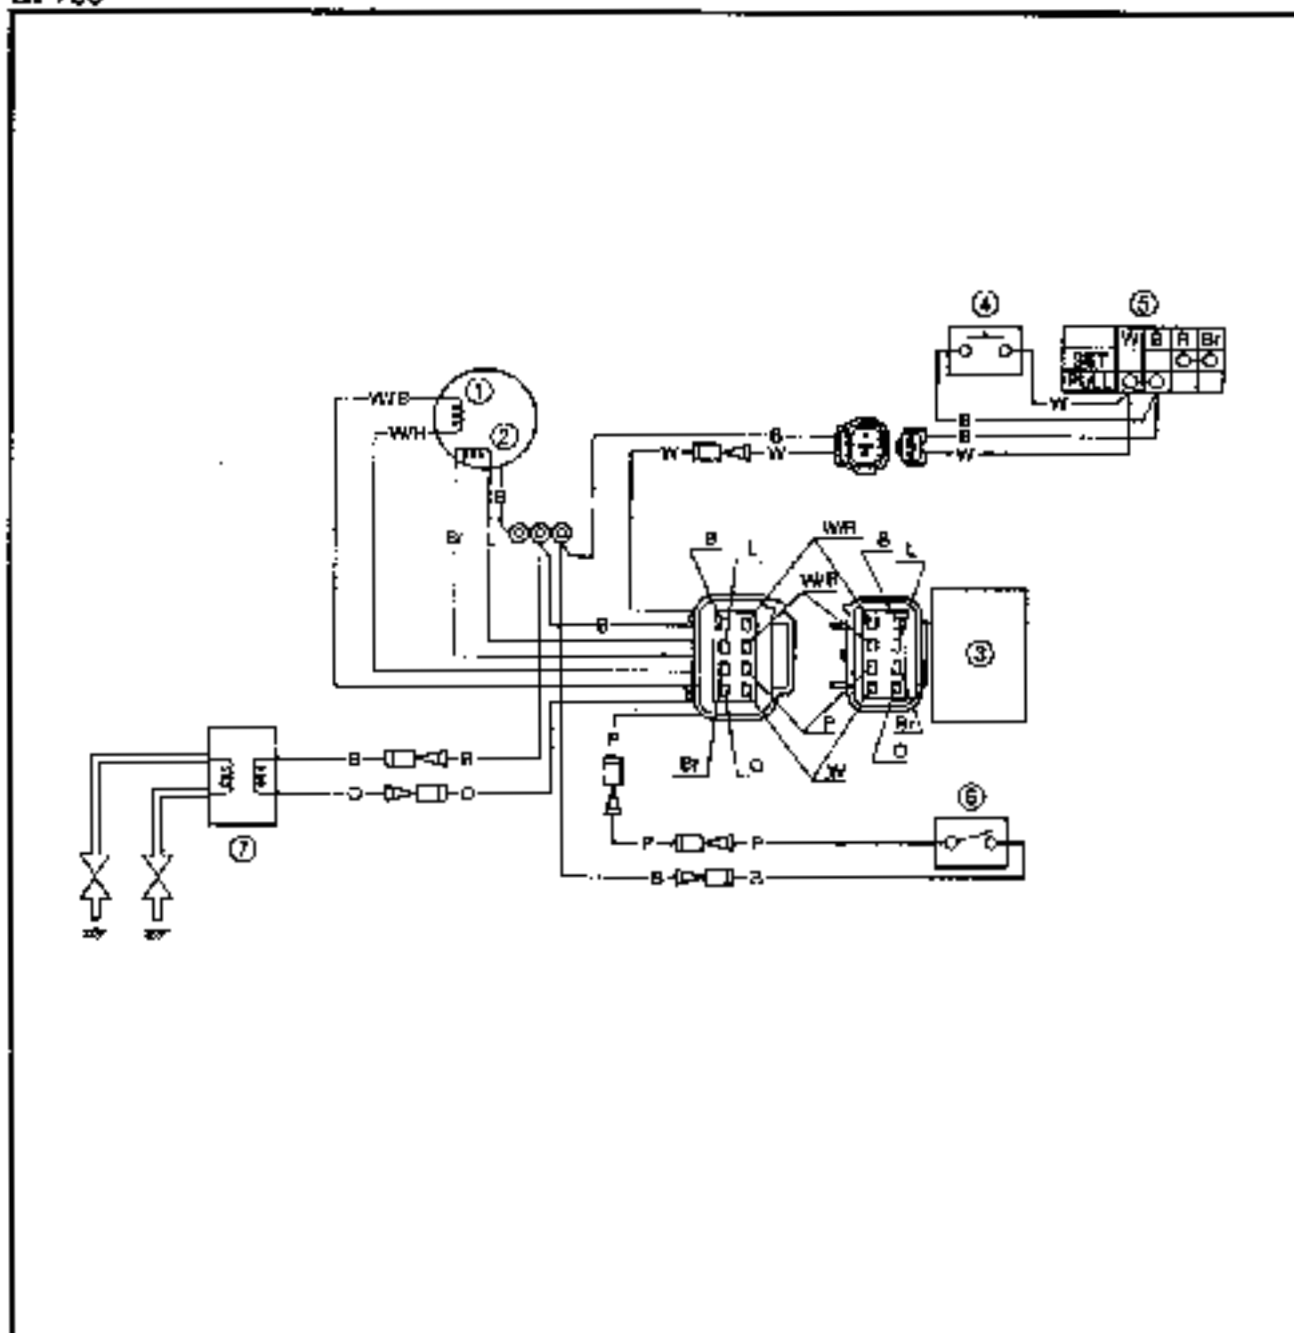 ④ ⑤
W B R Br
SET
PULL
①
W/B
W/R
②
W
B
B
W W
B
W
B
Br L
B L W/R B L
W/R
B
③
P
Br O W P Br O
B B
O O
⑦
⑥
P P
B B